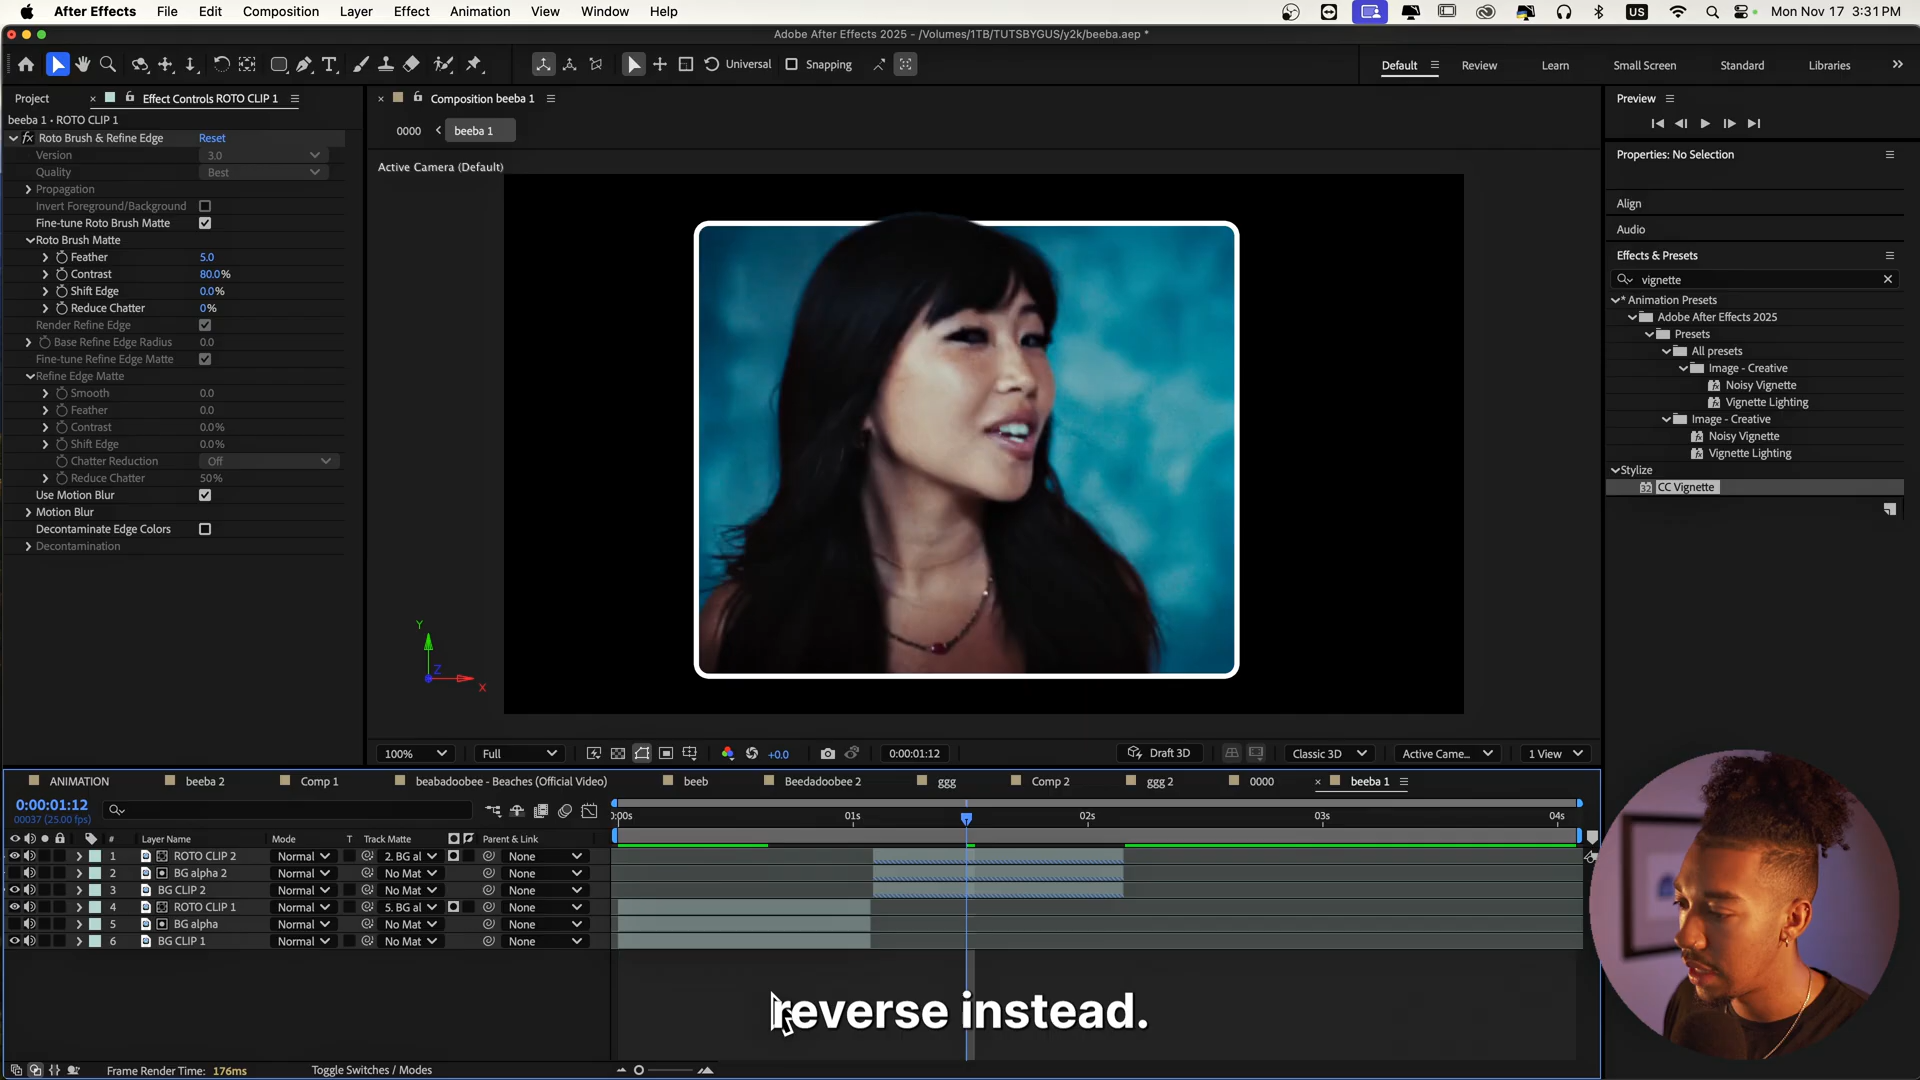 After Effects File Edit Composition Layer Effect Animation View Window Help US Mon Nov 17 3:31 PM
Adobe After Effects 2025 - /Volumes/1TB/TUTSBYGUS/y2k/beeba.aep *
Universal Snapping Default Review Learn Small Screen Standard Libraries
Project Effect Controls ROTO CLIP 1
beeba 1 • ROTO CLIP 1
fx Roto Brush & Refine Edge Reset
Version 3.0
Quality Best
Propagation
Invert Foreground/Background
Fine-tune Roto Brush Matte
Roto Brush Matte
Feather 5.0
Contrast 80.0%
Shift Edge 0.0%
Reduce Chatter 0%
Render Refine Edge
Base Refine Edge Radius 0.0
Fine-tune Refine Edge Matte
Refine Edge Matte
Smooth 0.0
Feather 0.0
Contrast 0.0%
Shift Edge 0.0%
Chatter Reduction Off
Reduce Chatter 50%
Use Motion Blur
Motion Blur
Decontaminate Edge Colors
Decontamination
Composition beeba 1
0000 beeba 1
Active Camera (Default)
Y
Z
X
100% Full +0.0 0:00:01:12 Draft 3D Classic 3D Active Came... 1 View
Preview
Properties: No Selection
Align
Audio
Effects & Presets
vignette
* Animation Presets
Adobe After Effects 2025
Presets
All presets
Image - Creative
Noisy Vignette
Vignette Lighting
Image - Creative
Noisy Vignette
Vignette Lighting
Stylize
32 CC Vignette
ANIMATION beeba 2 Comp 1 beabadoobee - Beaches (Official Video) beeb Beedadoobee 2 ggg Comp 2 ggg 2 0000 beeba 1
0:00:01:12
00037 (25.00 fps)
:00s 01s 02s 03s 04s
# Layer Name Mode T Track Matte Parent & Link
1 ROTO CLIP 2 Normal 2. BG al None
2 BG alpha 2 Normal No Mat None
3 BG CLIP 2 Normal No Mat None
4 ROTO CLIP 1 Normal 5. BG al None
5 BG alpha Normal No Mat None
6 BG CLIP 1 Normal No Mat None
reverse instead.
Frame Render Time: 176ms Toggle Switches / Modes